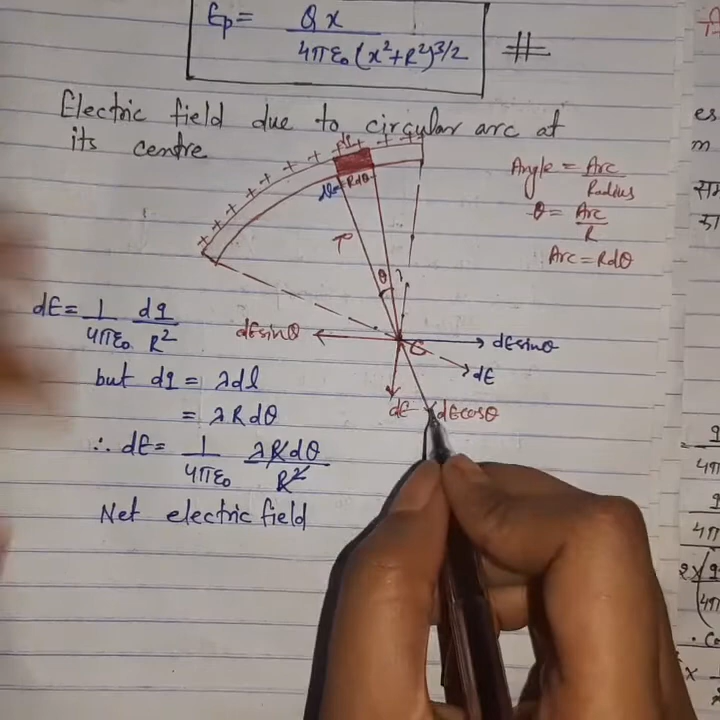 Ep = Qx / 4πε₀(x²+R²)3/2 #
Electric field due to circular arc at
its centre
+ + + + + + + + + + +
Rdθ
Angle = Arc / Radius
θ = Arc / R
Arc = Rdθ
r
θ
dE = 1/4πε₀ dq/R²
dEsinθ
dEsinθ
dE
but dq = λdl
= λRdθ
dE
dEcosθ
∴ dE = 1/4πε₀ λRdθ/R²
Net electric field
es
m